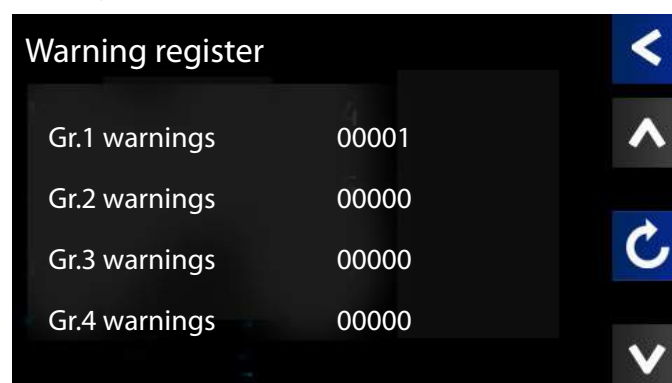 Warning register
Gr.1 warnings 00001
Gr.2 warnings 00000
Gr.3 warnings 00000
Gr.4 warnings 00000